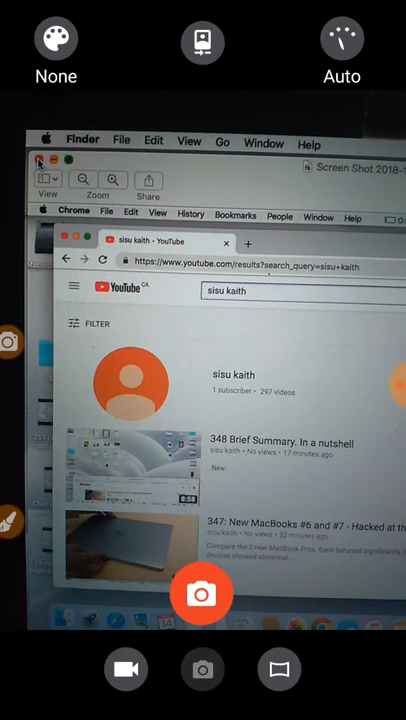 None
Auto
Finder File Edit View Go Window Help
Screen Shot 2018-1
View Zoom Share
Chrome File Edit View History Bookmarks People Window Help
sisu kaith - YouTube
https://www.youtube.com/results?search_query=sisu+kaith
YouTube CA
sisu kaith
FILTER
sisu kaith
1 subscriber • 297 videos
348 Brief Summary. In a nutshell
sisu kaith • No views • 17 minutes ago
New
8:58
347: New MacBooks #6 and #7 - Hacked at th
sisu kaith • No views • 52 minutes ago
Compare the 2 new MacBook Pros. Each behaved significantly
devices showed abnormal ...